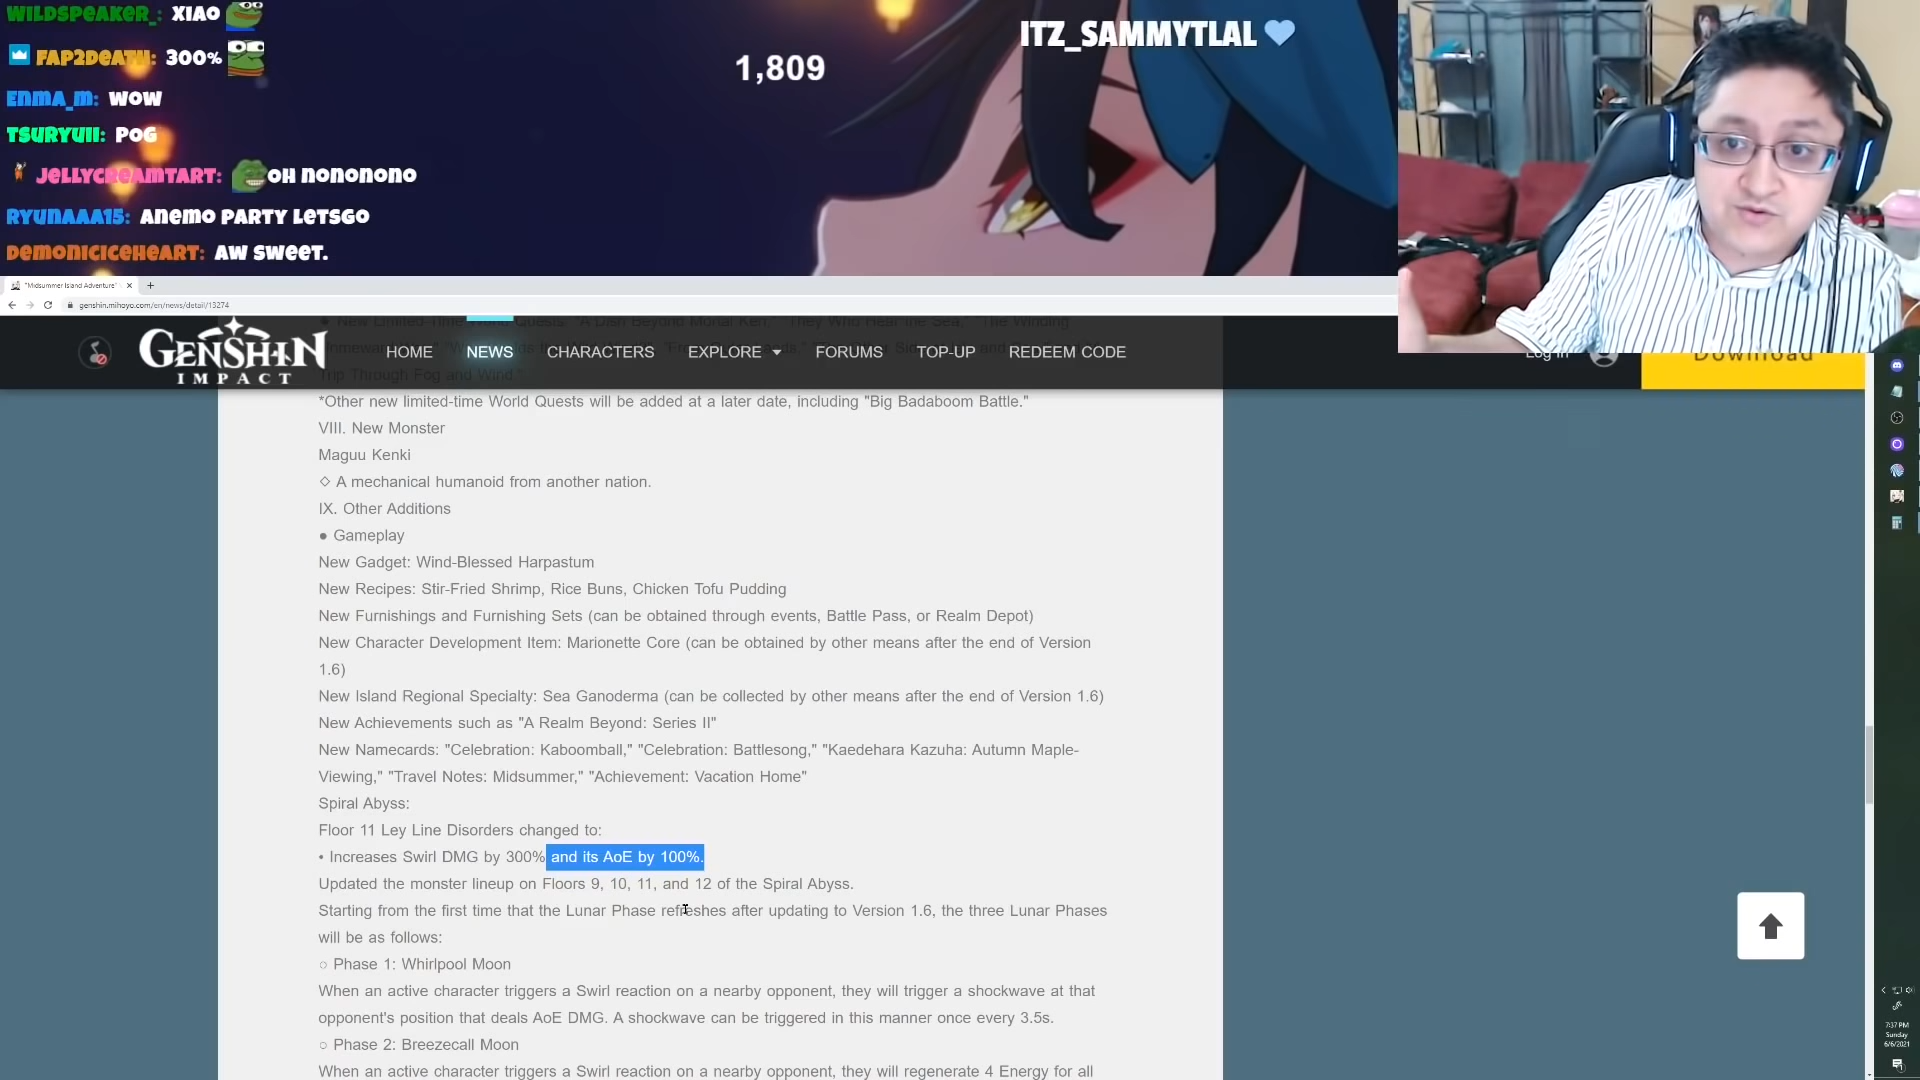 WILDSPEAKER_: XIAO
FAP2DEATH: 300%
ENMA_M: WOW
TSURYUII: POG
JELLYCREAMTART: OH NONONONO
RYUNAAA15: ANEMO PARTY LETSGO
DEMONICICEHEART: AW SWEET.
1,809
ITZ_SAMMYTLAL
"Midsummer Island Adventure"
genshin.mihoyo.com/en/news/detail/13274
GENSHIN
IMPACT
HOME
NEWS
CHARACTERS
EXPLORE
FORUMS
TOP-UP
REDEEM CODE
Log in
Download
Trip Through Fog and Wind
*Other new limited-time World Quests will be added at a later date, including "Big Badaboom Battle."
VIII. New Monster
Maguu Kenki
◇ A mechanical humanoid from another nation.
IX. Other Additions
● Gameplay
New Gadget: Wind-Blessed Harpastum
New Recipes: Stir-Fried Shrimp, Rice Buns, Chicken Tofu Pudding
New Furnishings and Furnishing Sets (can be obtained through events, Battle Pass, or Realm Depot)
New Character Development Item: Marionette Core (can be obtained by other means after the end of Version
1.6)
New Island Regional Specialty: Sea Ganoderma (can be collected by other means after the end of Version 1.6)
New Achievements such as "A Realm Beyond: Series II"
New Namecards: "Celebration: Kaboomball," "Celebration: Battlesong," "Kaedehara Kazuha: Autumn Maple-
Viewing," "Travel Notes: Midsummer," "Achievement: Vacation Home"
Spiral Abyss:
Floor 11 Ley Line Disorders changed to:
• Increases Swirl DMG by 300% and its AoE by 100%.
Updated the monster lineup on Floors 9, 10, 11, and 12 of the Spiral Abyss.
Starting from the first time that the Lunar Phase refreshes after updating to Version 1.6, the three Lunar Phases
will be as follows:
○ Phase 1: Whirlpool Moon
When an active character triggers a Swirl reaction on a nearby opponent, they will trigger a shockwave at that
opponent's position that deals AoE DMG. A shockwave can be triggered in this manner once every 3.5s.
○ Phase 2: Breezecall Moon
When an active character triggers a Swirl reaction on a nearby opponent, they will regenerate 4 Energy for all
7:37 PM
Sunday
6/6/2021